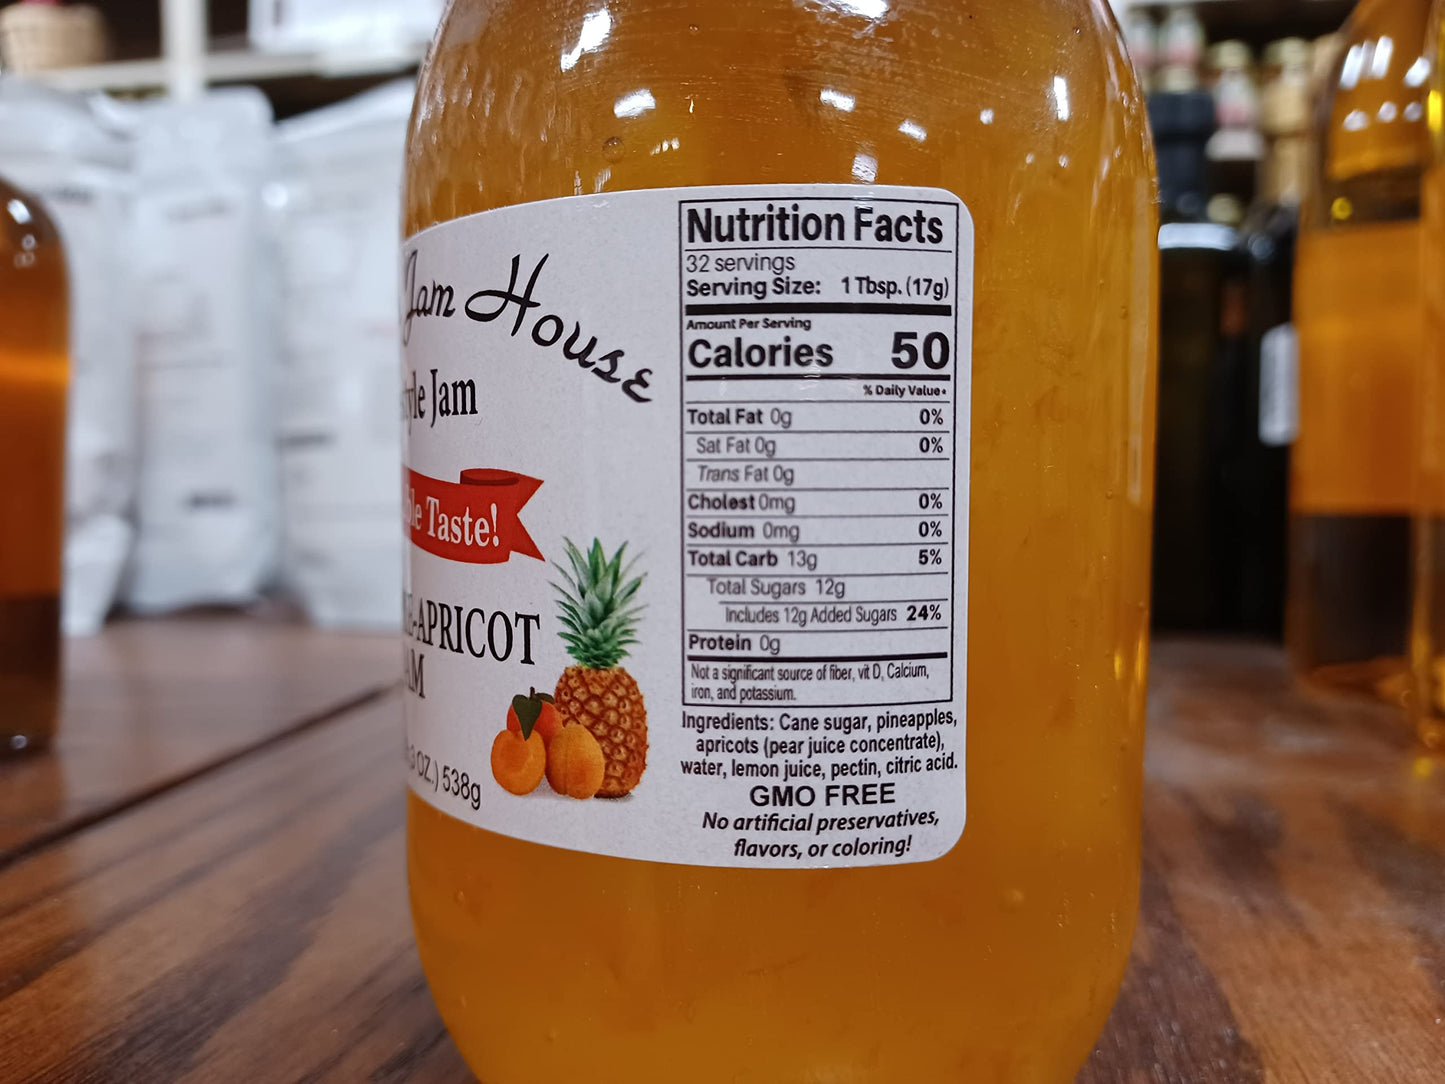 Jam House
Jam
Taste!
-APRICOT
OZ.) 538g
Nutrition Facts
32 servings
Serving Size: 1 Tbsp. (17g)
Amount Per Serving
Calories 50
% Daily Value*
Total Fat 0g 0%
Sat Fat 0g 0%
Trans Fat 0g
Cholest 0mg 0%
Sodium 0mg 0%
Total Carb 13g 5%
Total Sugars 12g
Includes 12g Added Sugars 24%
Protein 0g
Not a significant source of fiber, vit D, Calcium,
iron, and potassium.
Ingredients: Cane sugar, pineapples,
apricots (pear juice concentrate),
water, lemon juice, pectin, citric acid.
GMO FREE
No artificial preservatives,
flavors, or coloring!